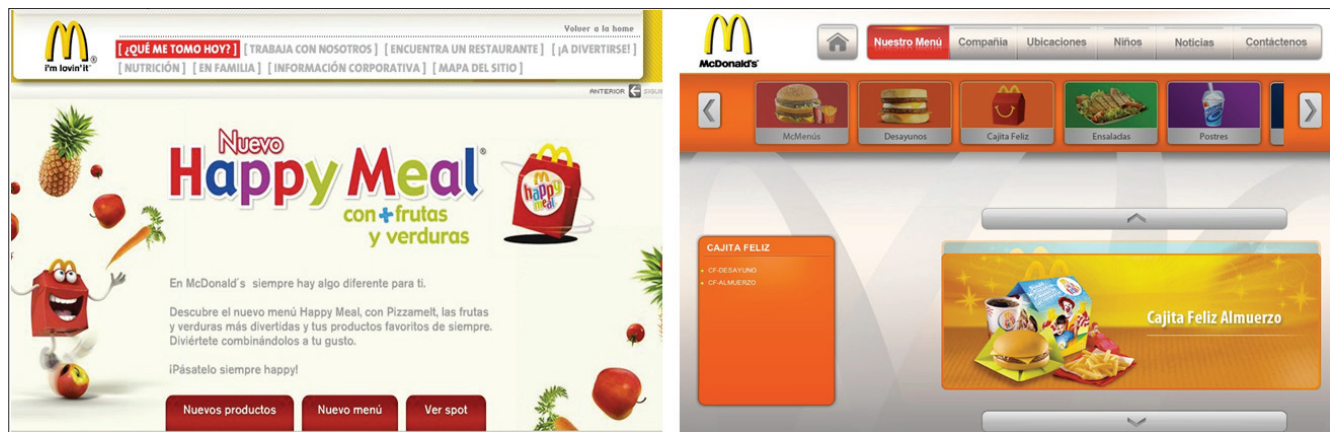 Volver a la home
i'm lovin' it®
[ ¿QUÉ ME TOMO HOY? ] [ TRABAJA CON NOSOTROS ] [ ENCUENTRA UN RESTAURANTE ] [ ¡A DIVERTIRSE! ]
[ NUTRICIÓN ] [ EN FAMILIA ] [ INFORMACIÓN CORPORATIVA ] [ MAPA DEL SITIO ]
ANTERIOR
Nuevo
Happy Meal®
con + frutas
y verduras
happy
meal
En McDonald´s siempre hay algo diferente para ti.
Descubre el nuevo menú Happy Meal, con Pizzamelt, las frutas
y verduras más divertidas y tus productos favoritos de siempre.
Diviértete combinándolos a tu gusto.
¡Pásatelo siempre happy!
Nuevos productos
Nuevo menú
Ver spot
McDonald's
Nuestro Menú
Compañia
Ubicaciones
Niños
Noticias
Contáctenos
McMenús
Desayunos
Cajita Feliz
Ensaladas
Postres
CAJITA FELIZ
• CF-DESAYUNO
• CF-ALMUERZO
Cajita Feliz Almuerzo